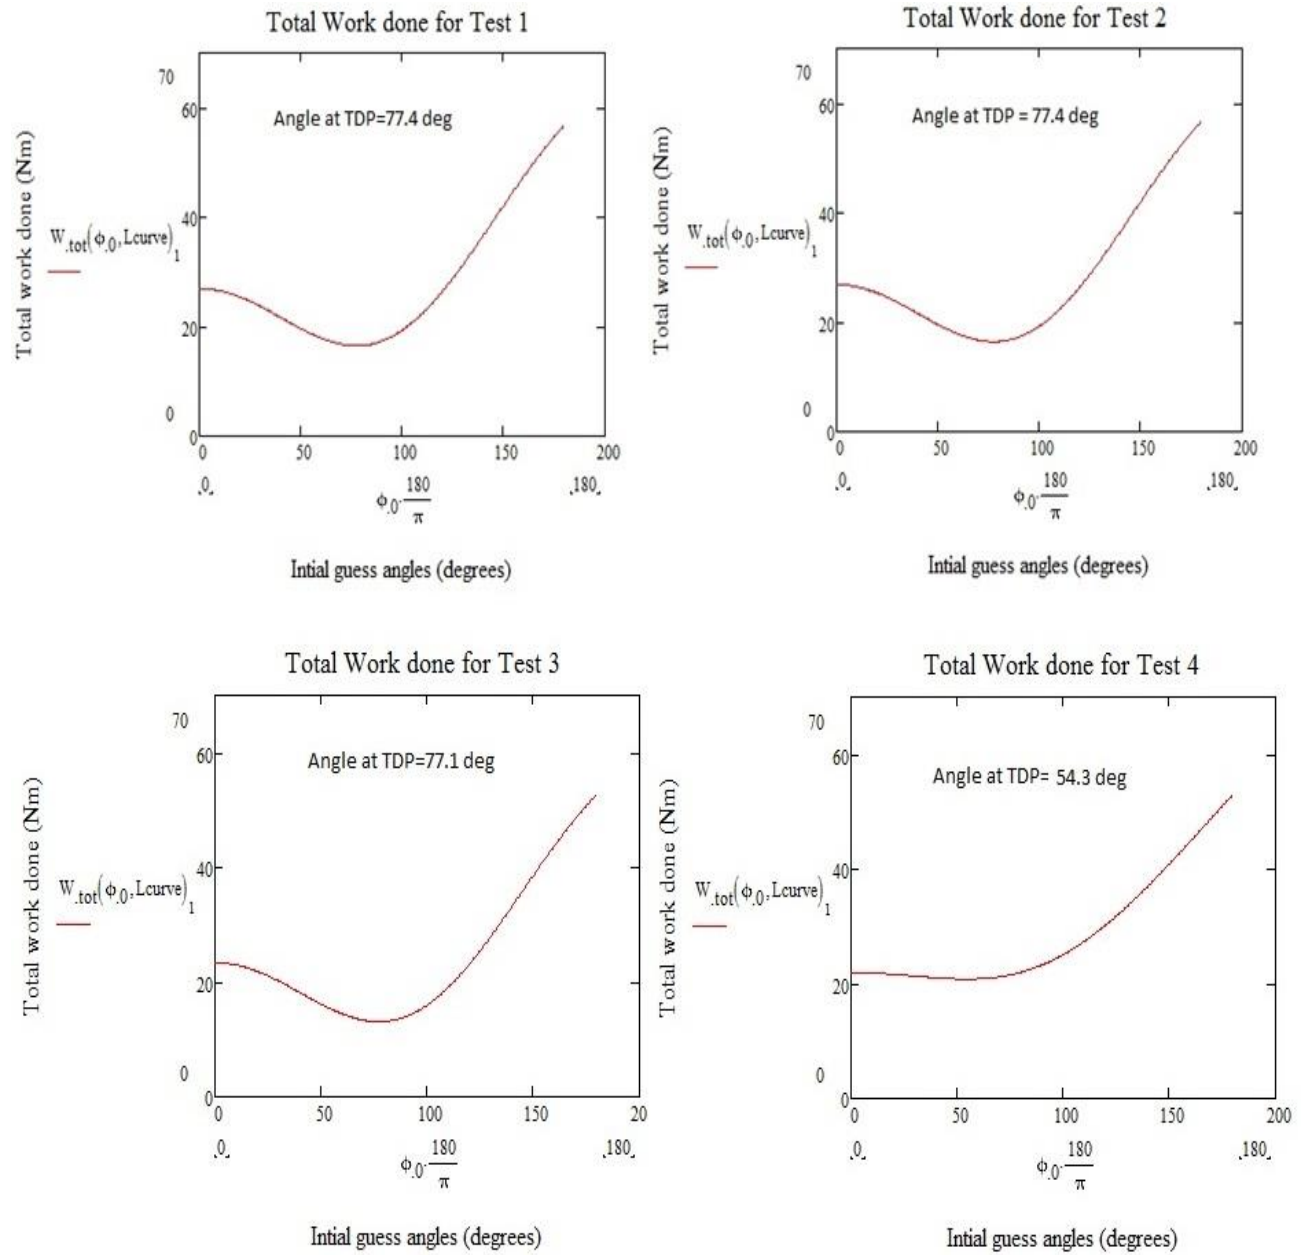 Total Work done for Test 1
70
60
Angle at TDP=77.4 deg
Total work done (Nm)
40
W.tot(ϕ.0,Lcurve)1
20
0
0
0 50 100 150 200
.0. ϕ.0·180/π .180.
Intial guess angles (degrees)
Total Work done for Test 2
70
60
Angle at TDP = 77.4 deg
Total work done (Nm)
40
W.tot(ϕ.0,Lcurve)1
20
0
0
0 50 100 150 200
.0. ϕ.0·180/π .180.
Intial guess angles (degrees)
Total Work done for Test 3
70
60
Angle at TDP=77.1 deg
Total work done (Nm)
40
W.tot(ϕ.0,Lcurve)1
20
0
0
0 50 100 150 20
.0. ϕ.0·180/π .180.
Intial guess angles (degrees)
Total Work done for Test 4
70
60
Angle at TDP= 54.3 deg
Total work done (Nm)
40
W.tot(ϕ.0,Lcurve)1
20
0
0
0 50 100 150 200
.0. ϕ.0·180/π .180.
Intial guess angles (degrees)